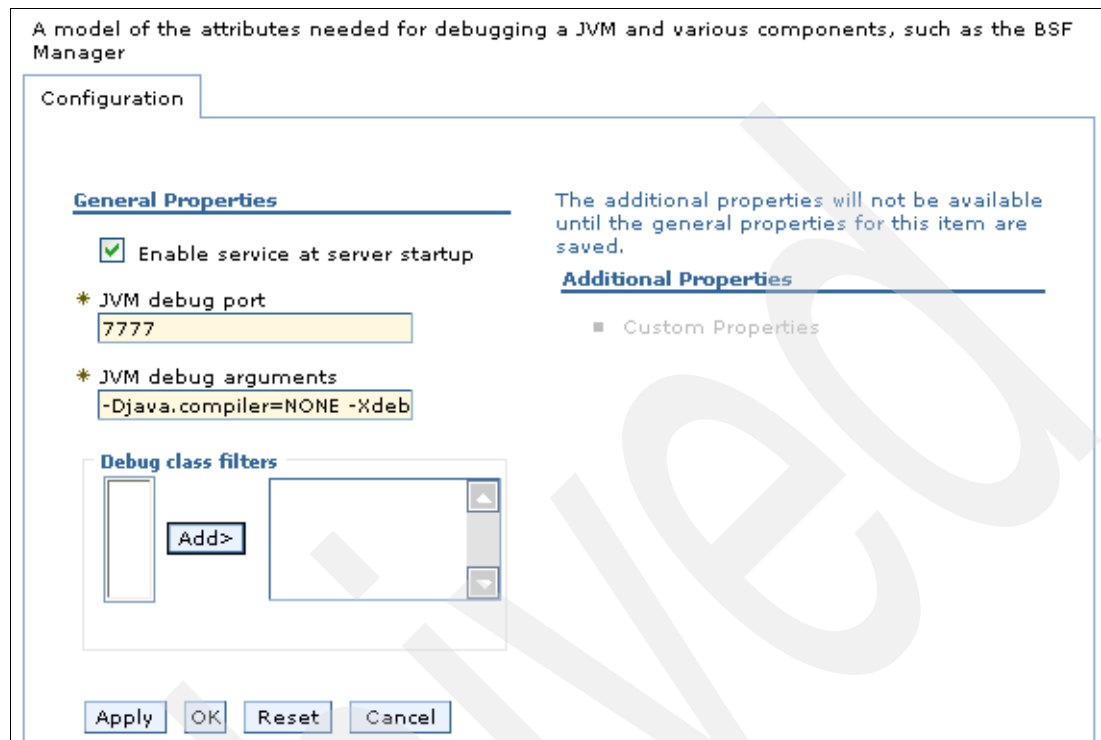 A model of the attributes needed for debugging a JVM and various components, such as the BSF
Manager
Configuration
General Properties
Enable service at server startup
* JVM debug port
7777
* JVM debug arguments
-Djava.compiler=NONE -Xdeb
Debug class filters
Add>
Apply OK Reset Cancel
The additional properties will not be available
until the general properties for this item are
saved.
Additional Properties
Custom Properties